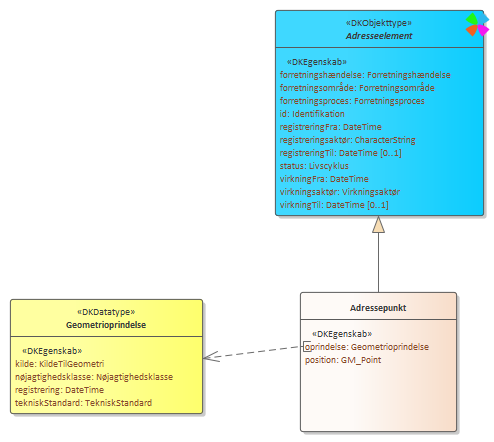 «DKObjekttype»
Adresseelement
«DKEgenskab»
forretningshændelse: Forretningshændelse
forretningsområde: Forretningsområde
forretningsproces: Forretningsproces
id: Identifikation
registreringFra: DateTime
registreringsaktør: CharacterString
registreringTil: DateTime [0..1]
status: Livscyklus
virkningFra: DateTime
virkningsaktør: Virkningsaktør
virkningTil: DateTime [0..1]
«DKDatatype»
Geometrioprindelse
«DKEgenskab»
kilde: KildeTilGeometri
nøjagtighedsklasse: Nøjagtighedsklasse
registrering: DateTime
tekniskStandard: TekniskStandard
Adressepunkt
«DKEgenskab»
oprindelse: Geometrioprindelse
position: GM_Point